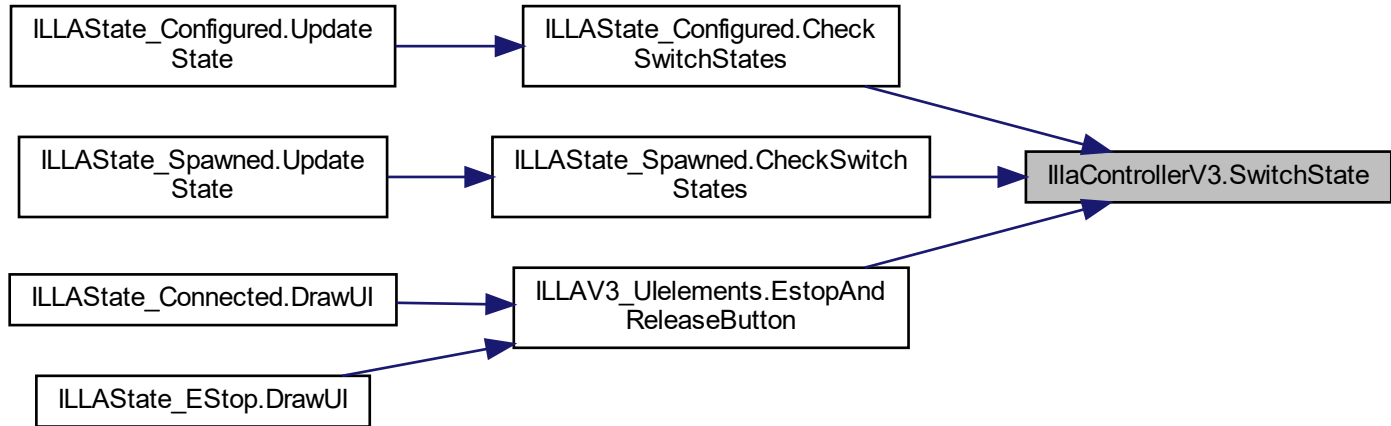 ILLAState_Configured.Update
State
ILLAState_Configured.Check
SwitchStates
ILLAState_Spawned.Update
State
ILLAState_Spawned.CheckSwitch
States
IllaControllerV3.SwitchState
ILLAState_Connected.DrawUI
ILLAV3_UIelements.EstopAnd
ReleaseButton
ILLAState_EStop.DrawUI